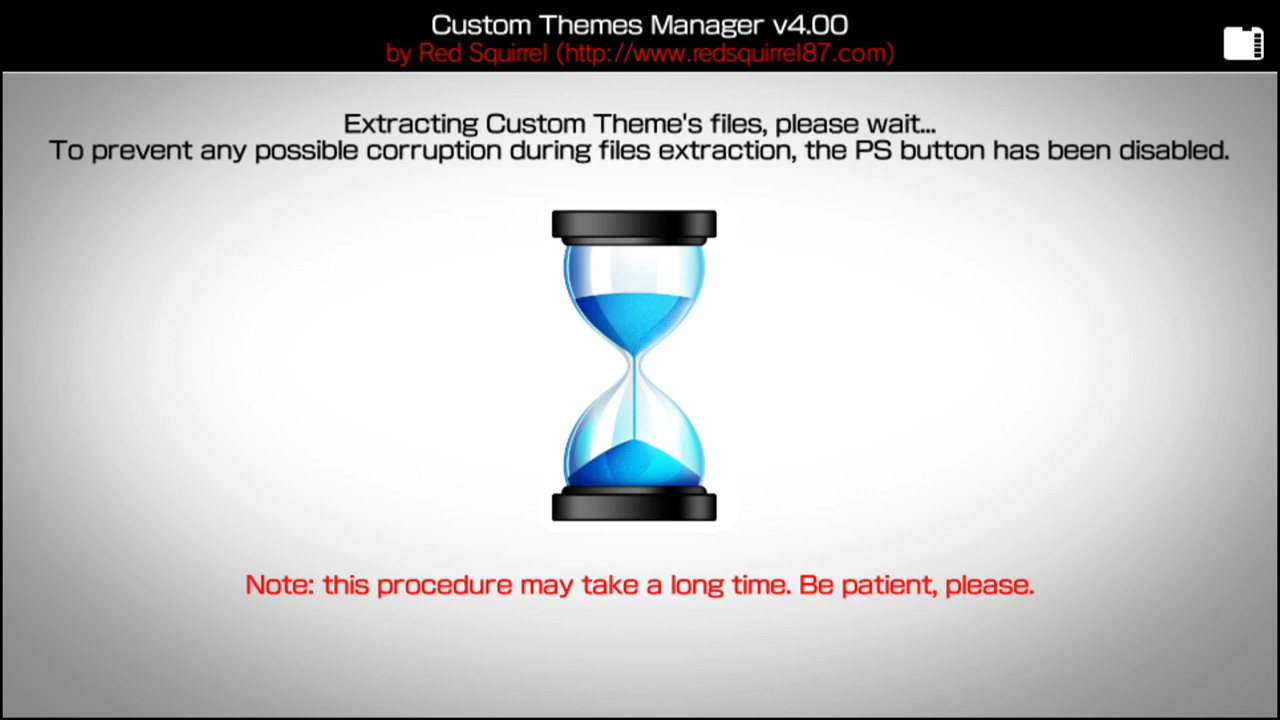 Custom Themes Manager v4.00
by Red Squirrel (http://www.redsquirrel87.com)
Extracting Custom Theme's files, please wait...
To prevent any possible corruption during files extraction, the PS button has been disabled.
Note: this procedure may take a long time. Be patient, please.